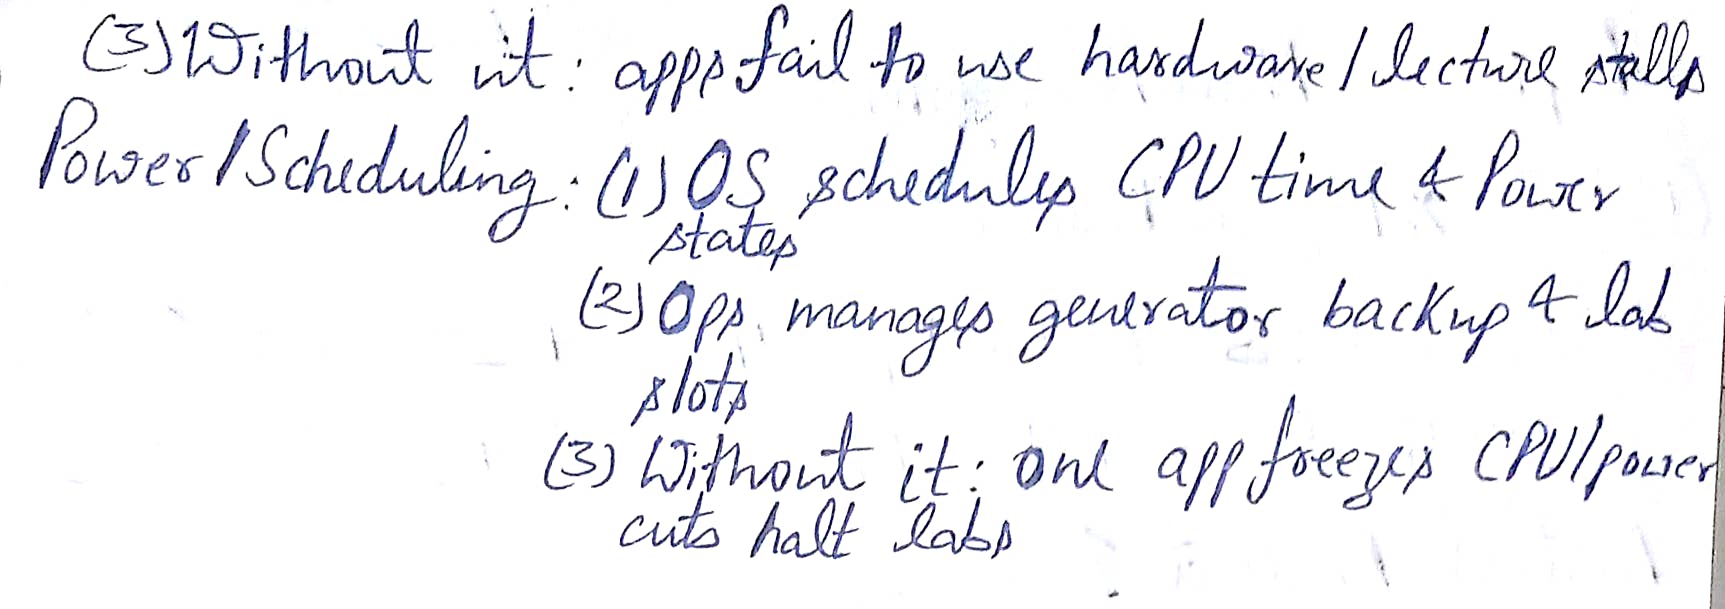 (3) Without it: apps fail to use hardware / lecture stalls
Power / Scheduling: (1) OS schedules CPU time & Power
states
(2) Ops manages generator backup & lab
slots
(3) Without it: one app freezes CPU/power
cuts halt labs